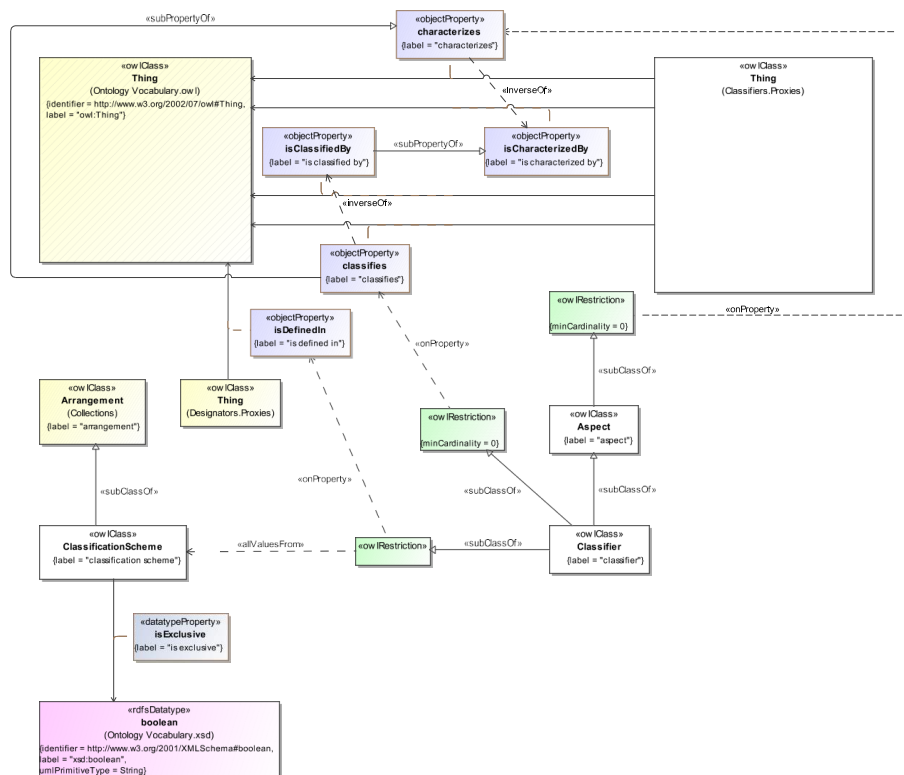 «subPropertyOf»
«objectProperty»
characterizes
{label = "characterizes"}
«owlClass»
Thing
(Ontology Vocabulary.owl)
{identifier = http://www.w3.org/2002/07/owl#Thing,
label = "owl:Thing"}
«owlClass»
Thing
(Classifiers.Proxies)
«inverseOf»
«objectProperty»
isClassifiedBy
{label = "is classified by"}
«subPropertyOf»
«objectProperty»
isCharacterizedBy
{label = "is characterized by"}
«inverseOf»
«objectProperty»
classifies
{label = "classifies"}
«objectProperty»
isDefinedIn
{label = "is defined in"}
«owlRestriction»
{minCardinality = 0}
«onProperty»
«onProperty»
«subClassOf»
«owlClass»
Arrangement
(Collections)
{label = "arrangement"}
«owlClass»
Thing
(Designators.Proxies)
«owlRestriction»
{minCardinality = 0}
«owlClass»
Aspect
{label = "aspect"}
«onProperty»
«subClassOf»
«subClassOf»
«subClassOf»
«owlClass»
ClassificationScheme
{label = "classification scheme"}
«allValuesFrom»
«owlRestriction»
«subClassOf»
«owlClass»
Classifier
{label = "classifier"}
«datatypeProperty»
isExclusive
{label = "is exclusive"}
«rdfsDatatype»
boolean
(Ontology Vocabulary.xsd)
{identifier = http://www.w3.org/2001/XMLSchema#boolean,
label = "xsd:boolean",
umlPrimitiveType = String}